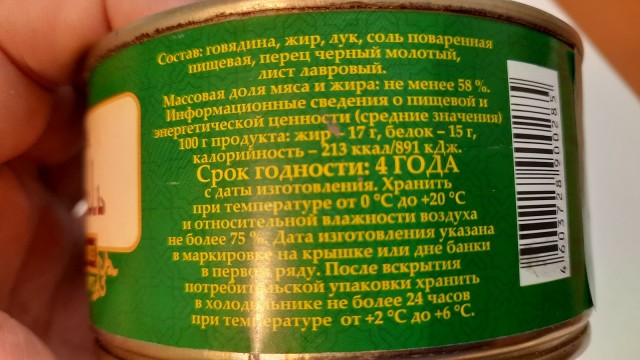 Состав: говядина, жир, лук, соль поваренная
пищевая, перец черный молотый,
лист лавровый.
Массовая доля мяса и жира: не менее 58 %.
Информационные сведения о пищевой и
энергетической ценности (средние значения)
100 г продукта: жир – 17 г, белок – 15 г,
калорийность – 213 ккал/891 кДж.
Срок годности: 4 ГОДА
с даты изготовления. Хранить
при температуре от 0 °С до +20 °С
и относительной влажности воздуха
не более 75 %. Дата изготовления указана
в маркировке на крышке или дне банки
в первом ряду. После вскрытия
потребительской упаковки хранить
в холодильнике не более 24 часов
при температуре от +2 °С до +6 °С.
4 603728 900285